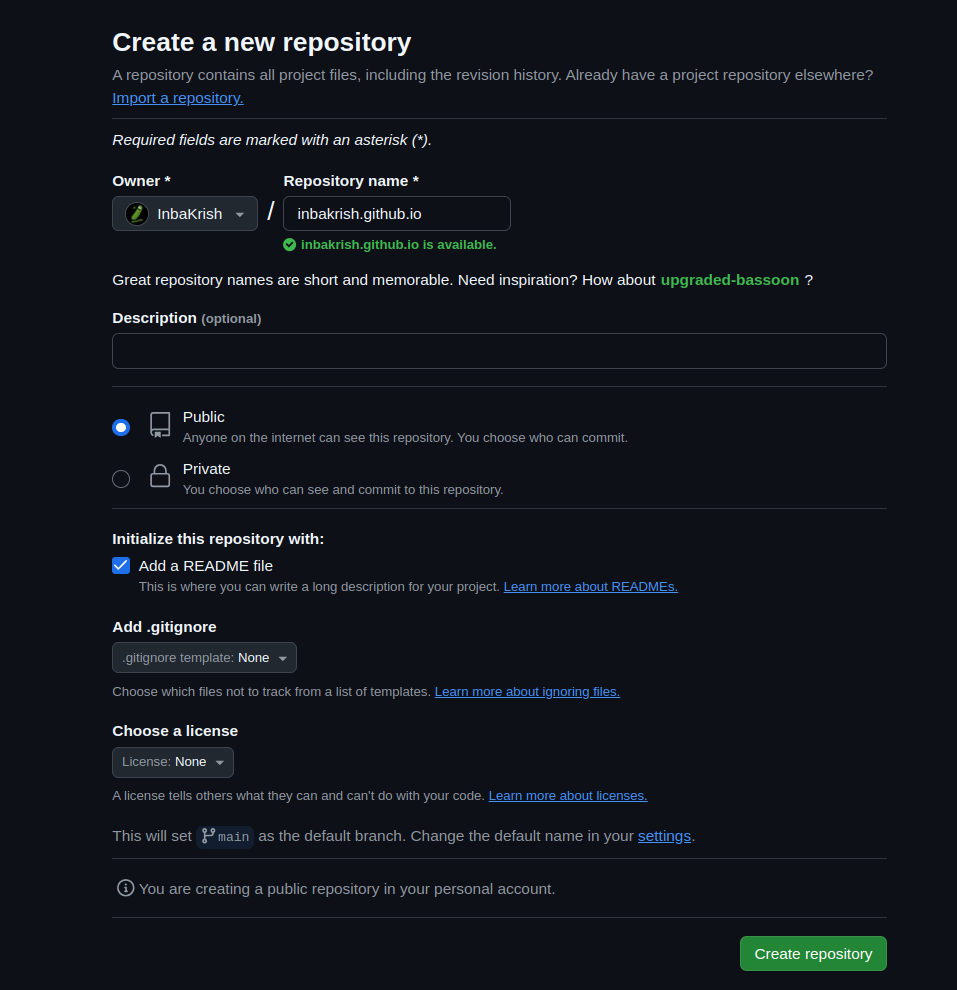 Create a new repository
A repository contains all project files, including the revision history. Already have a project repository elsewhere?
Import a repository.
Required fields are marked with an asterisk (*).
Owner * Repository name *
InbaKrish / inbakrish.github.io
inbakrish.github.io is available.
Great repository names are short and memorable. Need inspiration? How about upgraded-bassoon ?
Description (optional)
Public
Anyone on the internet can see this repository. You choose who can commit.
Private
You choose who can see and commit to this repository.
Initialize this repository with:
Add a README file
This is where you can write a long description for your project. Learn more about READMEs.
Add .gitignore
.gitignore template: None
Choose which files not to track from a list of templates. Learn more about ignoring files.
Choose a license
License: None
A license tells others what they can and can't do with your code. Learn more about licenses.
This will set main as the default branch. Change the default name in your settings.
You are creating a public repository in your personal account.
Create repository